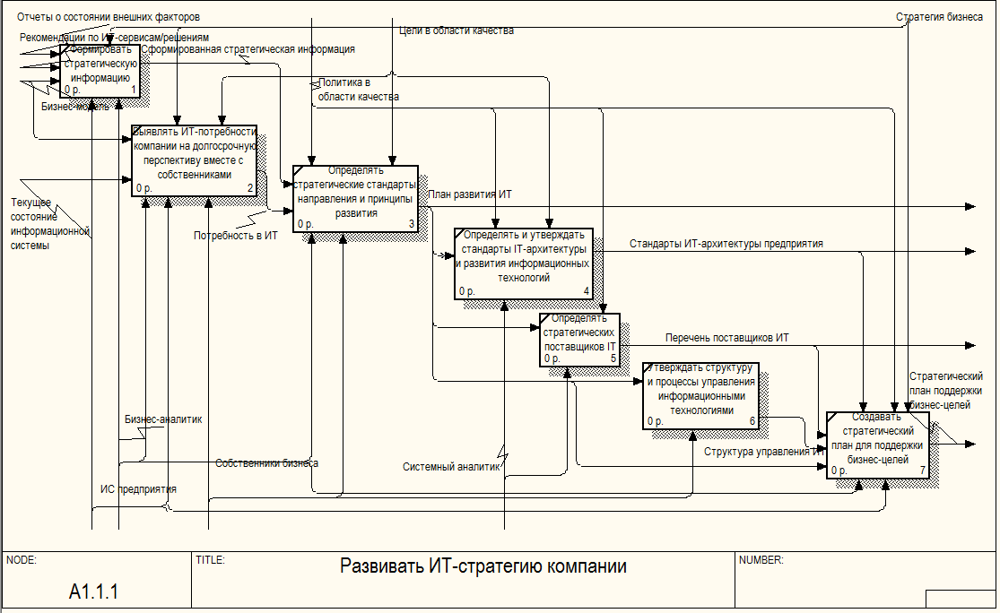 Отчеты о состоянии внешних факторов
Стратегия бизнеса
Рекомендации по ИТ-сервисам/решениям
Цели в области качества
Сформированная стратегическая информация
Формировать
стратегическую
информацию
0 р. 1
Политика в
области качества
Бизнес-модель
Выявлять ИТ-потребности
компании на долгосрочную
перспективу вместе с
собственниками
0 р. 2
Определять
стратегические стандарты
направления и принципы
развития
0 р. 3
План развития ИТ
Текущее
состояние
информационной
системы
Потребность в ИТ
Определять и утверждать
стандарты IT-архитектуры
и развития информационных
технологий
0 р. 4
Стандарты ИТ-архитектуры предприятия
Определять
стратегических
поставщиков IT
0 р. 5
Перечень поставщиков ИТ
Утверждать структуру
и процессы управления
информационными
технологиями
0 р. 6
Стратегический
план поддержки
бизнес-целей
Создавать
стратегический
план для поддержки
бизнес-целей
0 р. 7
Бизнес-аналитик
Структура управления ИТ
Собственники бизнеса
Системный аналитик
ИС предприятия
NODE:
TITLE:
NUMBER:
A1.1.1
Развивать ИТ-стратегию компании